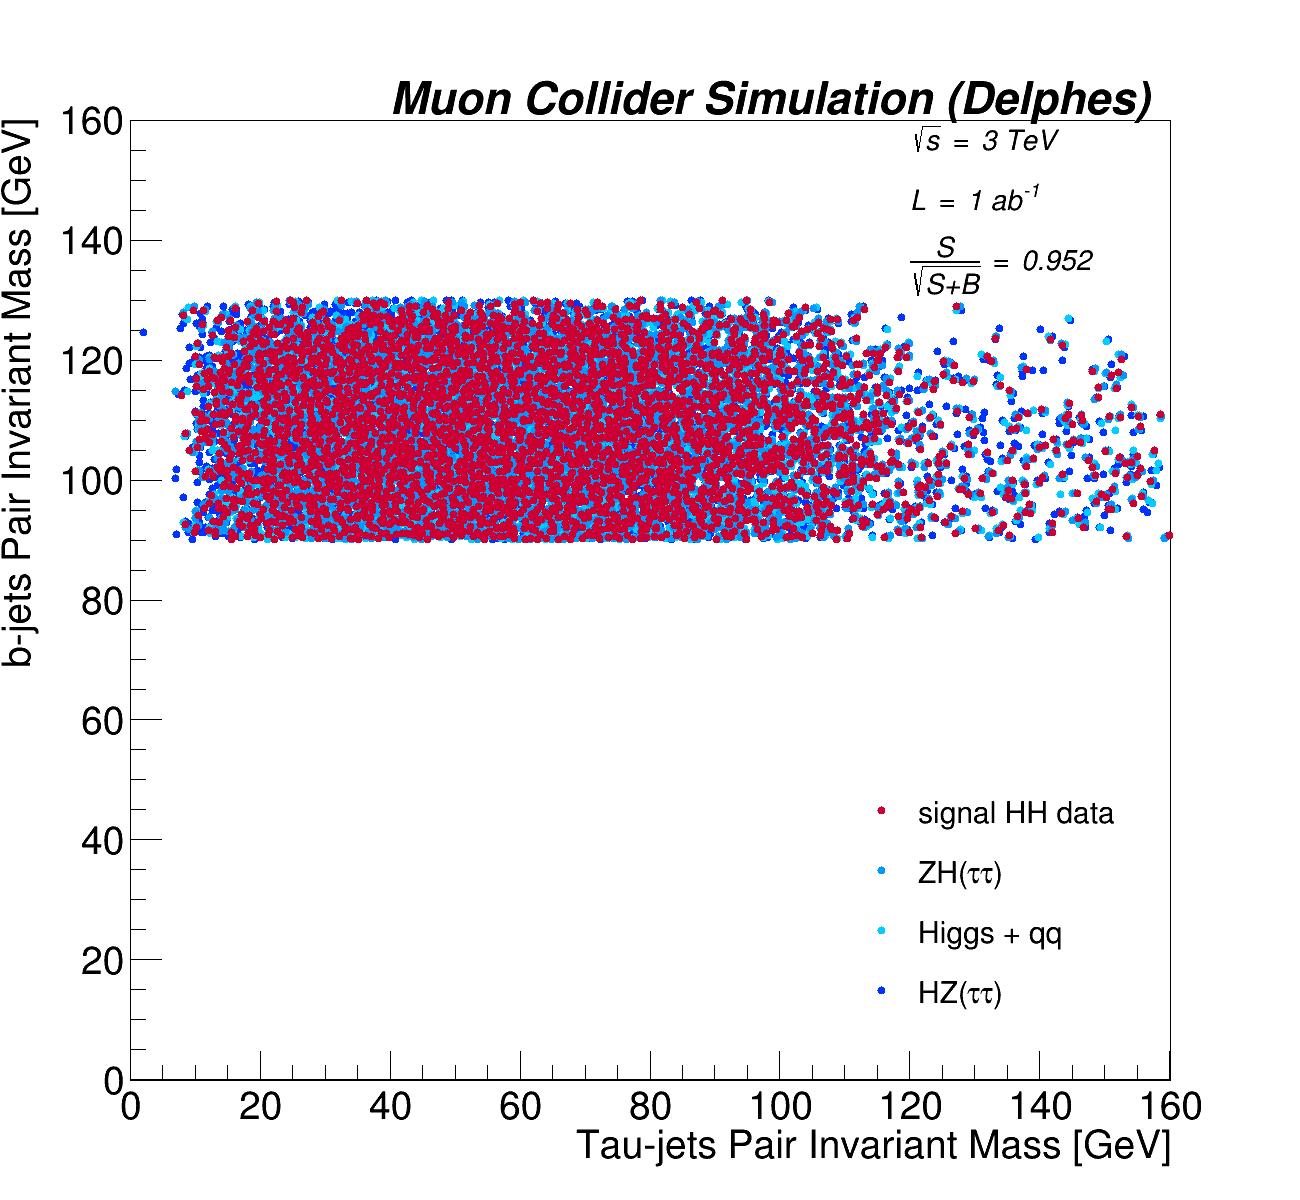 Muon Collider Simulation (Delphes)
√s = 3 TeV
L = 1 ab⁻¹
S
√S+B = 0.952
b-jets Pair Invariant Mass [GeV]
160
140
120
100
80
60
40
20
0
signal HH data
ZH(ττ)
Higgs + qq
HZ(ττ)
0 20 40 60 80 100 120 140 160
Tau-jets Pair Invariant Mass [GeV]